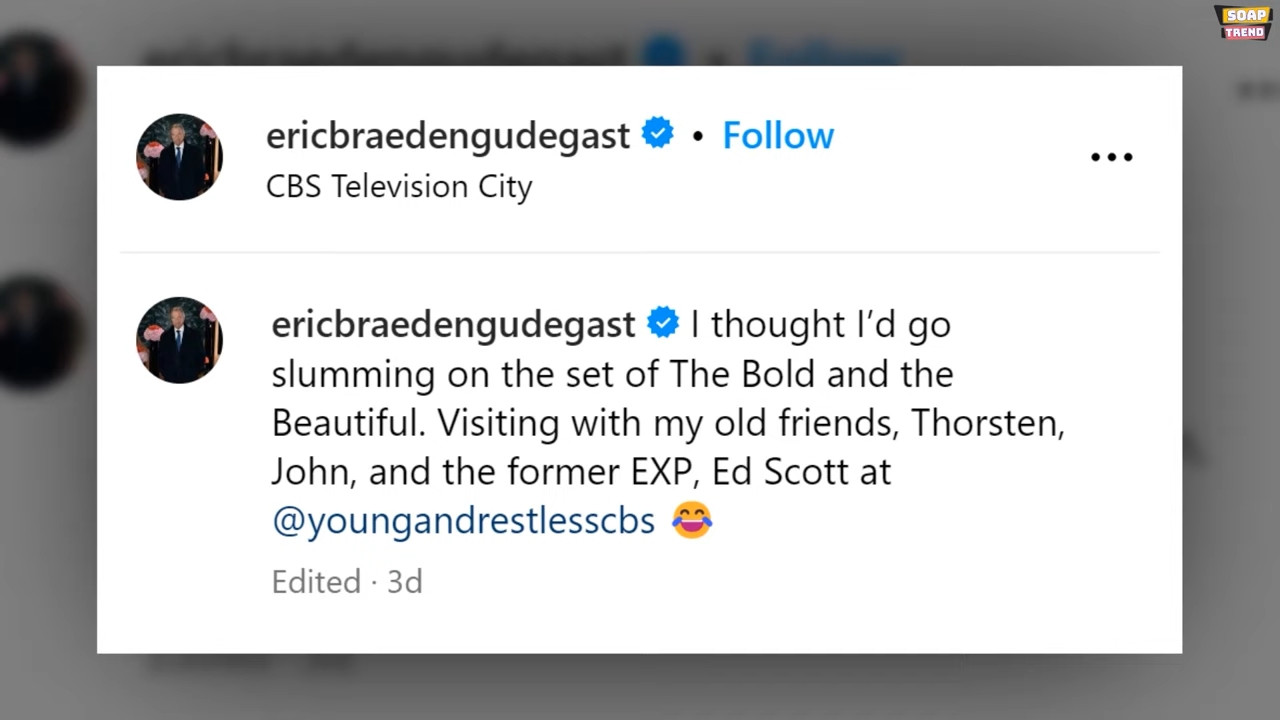 SOAP
TREND
ericbraedengudegast • Follow
CBS Television City
ericbraedengudegast I thought I’d go
slumming on the set of The Bold and the
Beautiful. Visiting with my old friends, Thorsten,
John, and the former EXP, Ed Scott at
@youngandrestlesscbs 😂
Edited · 3d